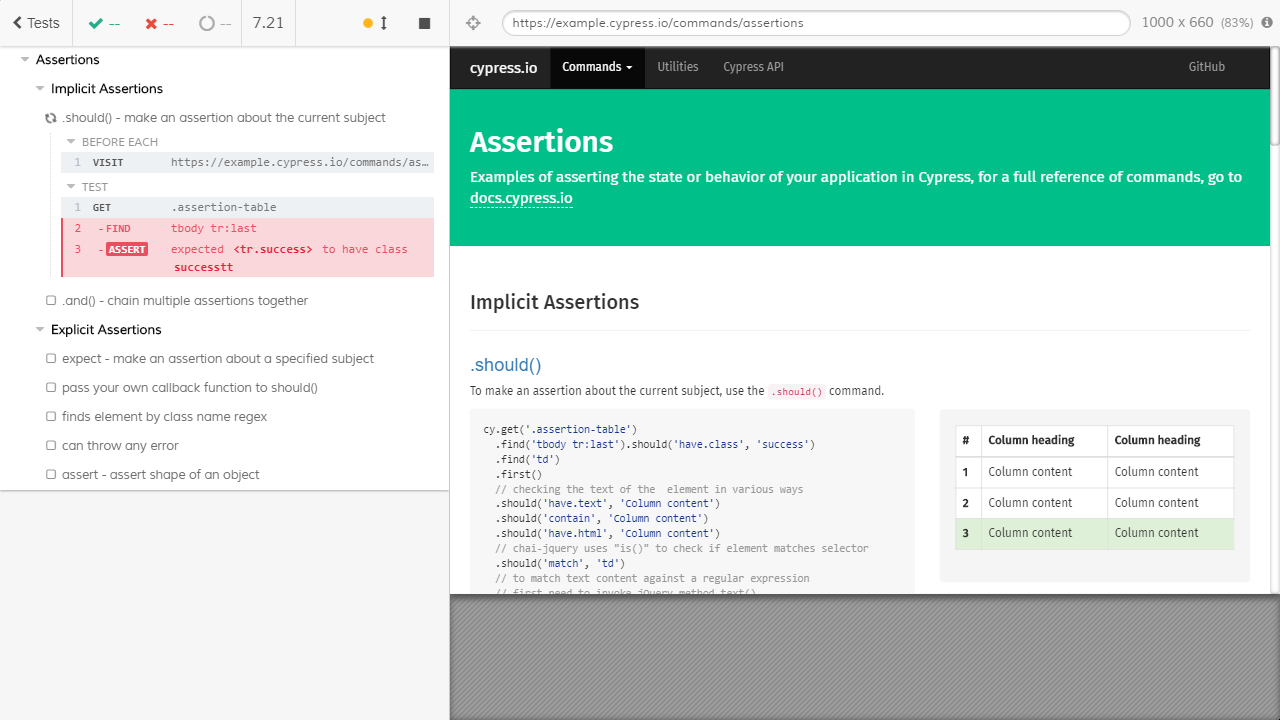 Tests
--
--
--
7.21
https://example.cypress.io/commands/assertions
1000 x 660 (83%)
Assertions
Implicit Assertions
.should() - make an assertion about the current subject
BEFORE EACH
1 VISIT https://example.cypress.io/commands/as…
TEST
1 GET .assertion-table
2 -FIND tbody tr:last
3 -ASSERT expected <tr.success> to have class
successtt
.and() - chain multiple assertions together
Explicit Assertions
expect - make an assertion about a specified subject
pass your own callback function to should()
finds element by class name regex
can throw any error
assert - assert shape of an object
cypress.io Commands Utilities Cypress API GitHub
Assertions
Examples of asserting the state or behavior of your application in Cypress, for a full reference of commands, go to
docs.cypress.io
Implicit Assertions
.should()
To make an assertion about the current subject, use the .should() command.
cy.get('.assertion-table')
.find('tbody tr:last').should('have.class', 'success')
.find('td')
.first()
// checking the text of the  element in various ways
.should('have.text', 'Column content')
.should('contain', 'Column content')
.should('have.html', 'Column content')
// chai-jquery uses "is()" to check if element matches selector
.should('match', 'td')
// to match text content against a regular expression
// first need to invoke jQuery method text()
# Column heading Column heading
1 Column content Column content
2 Column content Column content
3 Column content Column content